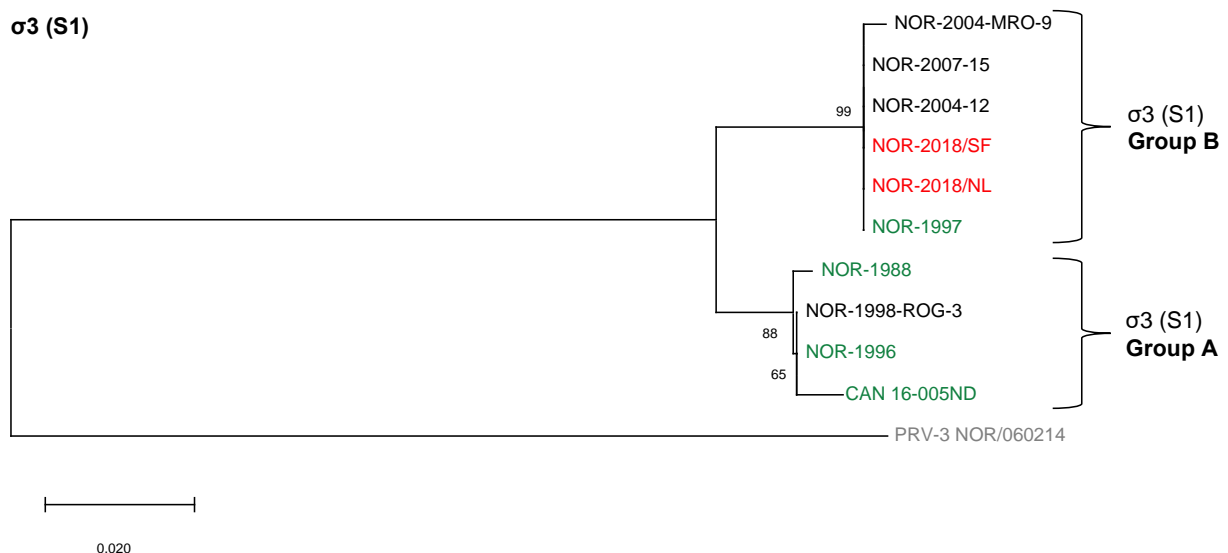 σ3 (S1)
NOR-2004-MRO-9
NOR-2007-15
NOR-2004-12
NOR-2018/SF
NOR-2018/NL
NOR-1997
99
σ3 (S1)
Group B
NOR-1988
NOR-1998-ROG-3
NOR-1996
CAN 16-005ND
88
65
σ3 (S1)
Group A
PRV-3 NOR/060214
0.020